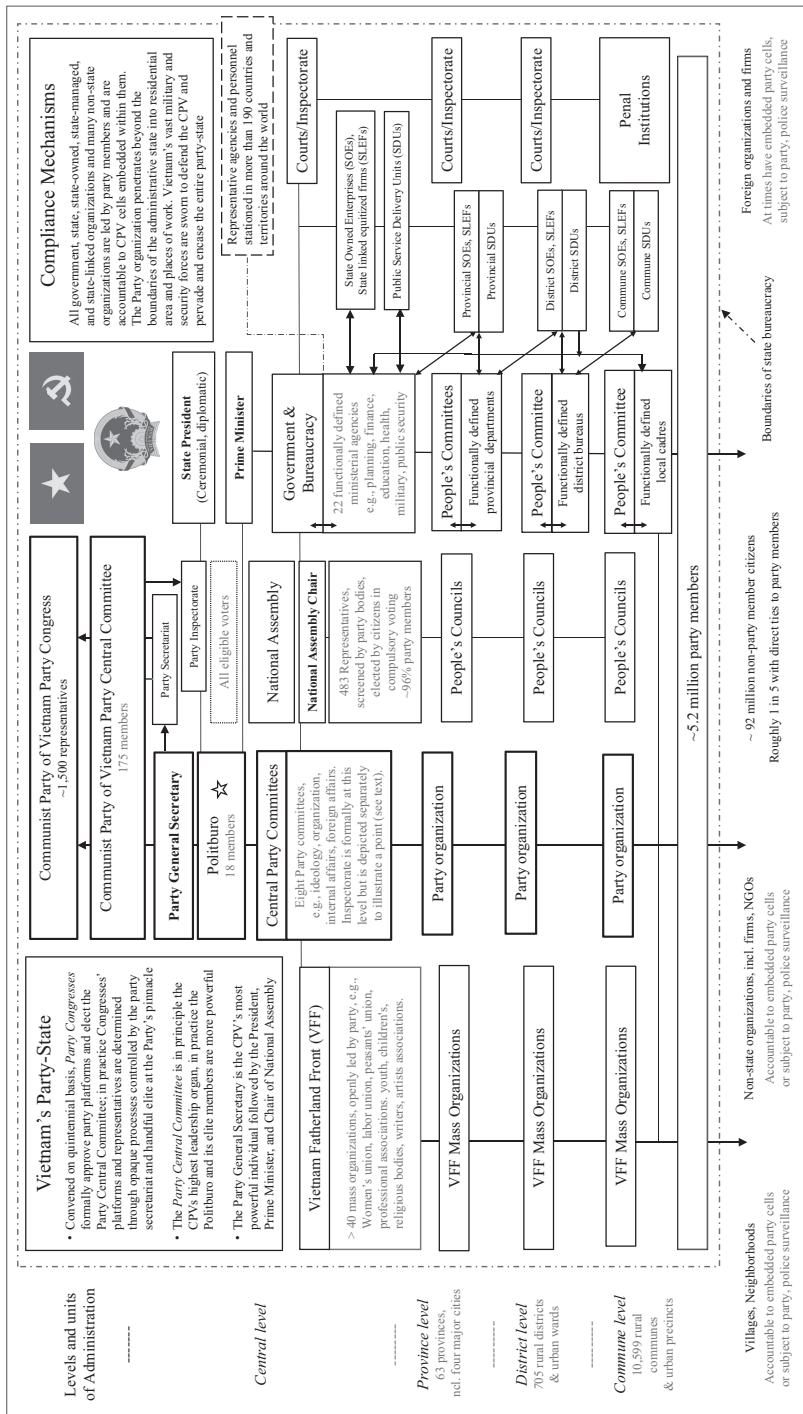 Levels and units
of Administration
Central level
Province level
63 provinces,
ncl. four major cities
District level
705 rural districts
& urban wards
Commune level
10,599 rural
communes
& urban precincts
Vietnam's Party-State
• Convened on quintennial basis, Party Congresses
formally approve party platforms and elect the
Party Central Committee; in practice Congresses'
platforms and representatives are determined
through opaque processes controlled by the party
secretariat and handful elite at the Party's pinnacle
• The Party Central Committee is in principle the
CPVs highest leadership organ, in practice the
Politburo and its elite members are more powerful
• The Party General Secretary is the CPV's most
powerful individual followed by the President,
Prime Minister, and Chair of National Assembly
Communist Party of Vietnam Party Congress
~1,500 representatives
Communist Party of Vietnam Party Central Committee
175 members
Party General Secretary
Party Secretariat
Party Inspectorate
Politburo
18 members
All eligible voters
State President
(Ceremonial, diplomatic)
Prime Minister
Compliance Mechanisms
All government, state, state-owned, state-managed,
and state-linked organizations and many non-state
organizations are led by party members and are
accountable to CPV cells embedded within them.
The Party organization penetrates beyond the
boundaries of the administrative state into residential
area and places of work. Vietnam's vast military and
security forces are sworn to defend the CPV and
pervade and encase the entire party-state
Representative agencies and personnel
stationed in more than 190 countries and
territories around the world
Vietnam Fatherland Front (VFF)
> 40 mass organizations, openly led by party, e.g.,
Women's union, labor union, peasants' union,
professional associations. youth, children's,
religious bodies, writers, artists associations.
Central Party Committees
Eight Party committees,
e.g., ideology, organization,
internal affairs, foreign affairs.
Inspectorate is formally at this
level but is depicted separately
to illustrate a point (see text).
National Assembly
National Assembly Chair
483 Representatives,
screened by party bodies,
elected by citizens in
compulsory voting
~96% party members
Government &
Bureaucracy
22 functionally defined
ministerial agencies
e.g., planning, finance,
education, health,
military, public security
Courts/Inspectorate
State Owned Enterprises (SOEs),
State linked equitized firms (SLEFs)
Public Service Delivery Units (SDUs)
VFF Mass Organizations
Party organization
People's Councils
People's Committees
Functionally defined
provincial departments
Provincial SOEs, SLEFs
Provincial SDUs
Courts/Inspectorate
VFF Mass Organizations
Party organization
People's Councils
People's Committee
Functionally defined
district bureaus
District SOEs, SLEFs
District SDUs
Courts/Inspectorate
VFF Mass Organizations
Party organization
People's Councils
People's Committee
Functionally defined
local cadres
Commune SOEs, SLEFs
Commune SDUs
Penal
Institutions
~5.2 million party members
Villages, Neighborhoods
Accountable to embedded party cells
or subject to party, police surveillance
Non-state organizations, incl. firms, NGOs
Accountable to embedded party cells
or subject to party, police surveillance
~ 92 million non-party member citizens
Roughly 1 in 5 with direct ties to party members
Boundaries of state bureaucracy
Foreign organizations and firms
At times have embedded party cells,
subject to party, police surveillance